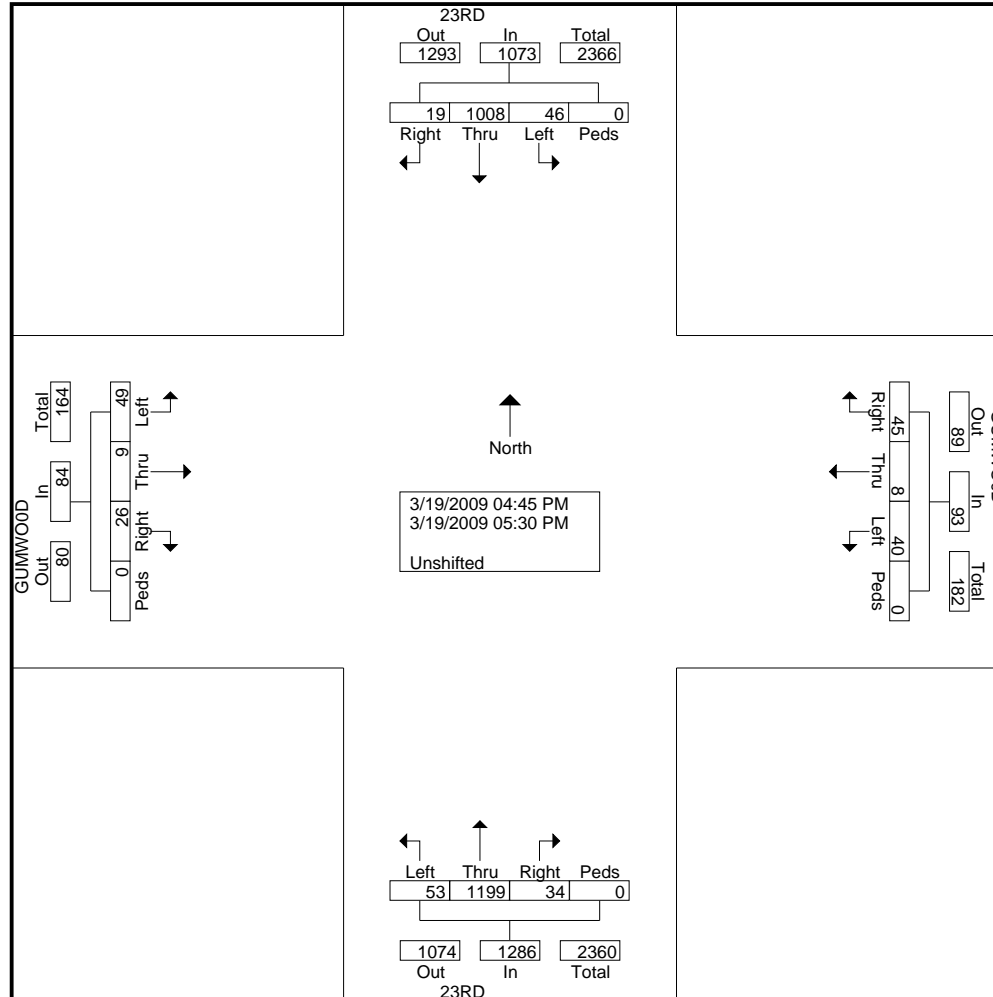 23RD
Out In Total
1293 1073 2366
19 1008 46 0
Right Thru Left Peds
Total In Out
164 84 80
GUMWO0D
49 9 26 0
Left Thru Right Peds
North
3/19/2009 04:45 PM
3/19/2009 05:30 PM
Unshifted
Right Thru Left Peds
45 8 40 0
Out In Total
89 93 182
Left Thru Right Peds
53 1199 34 0
1074 1286 2360
Out In Total
23RD